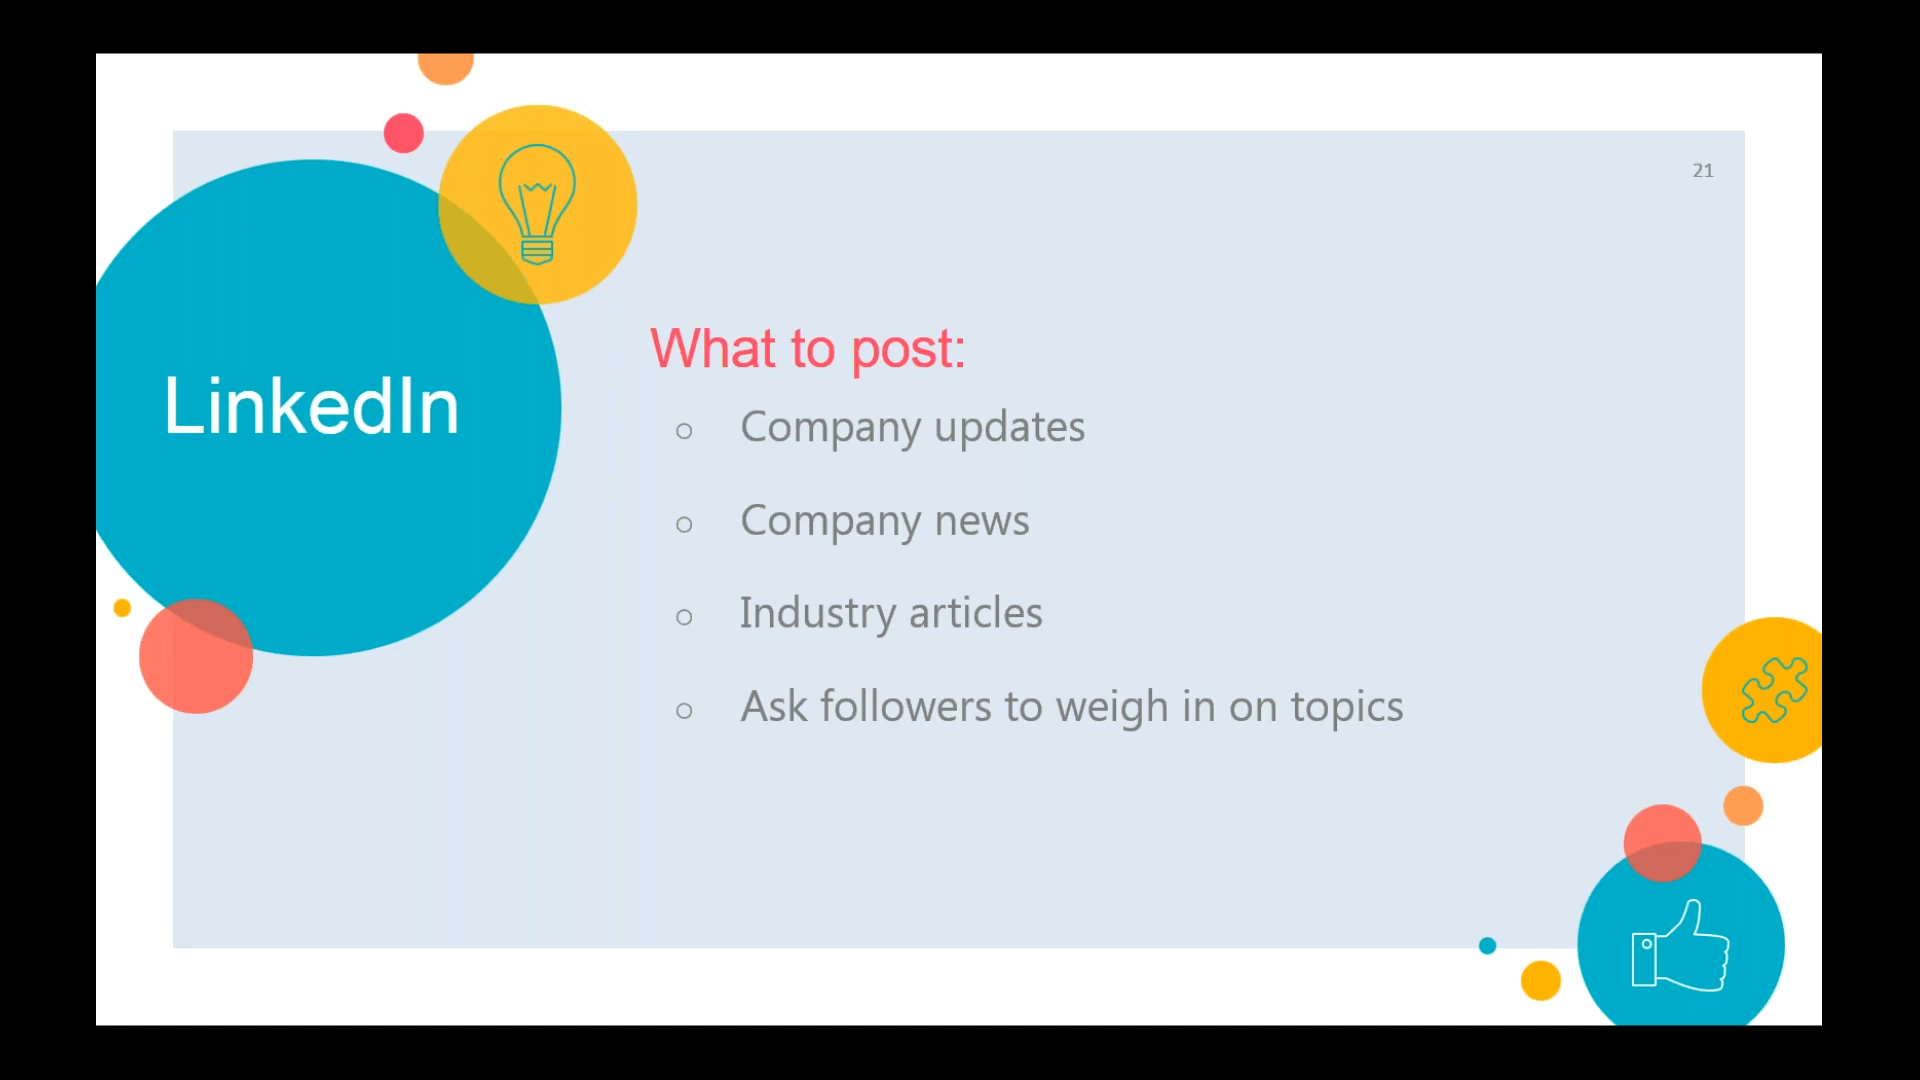 21
LinkedIn
What to post:
Company updates
Company news
Industry articles
Ask followers to weigh in on topics